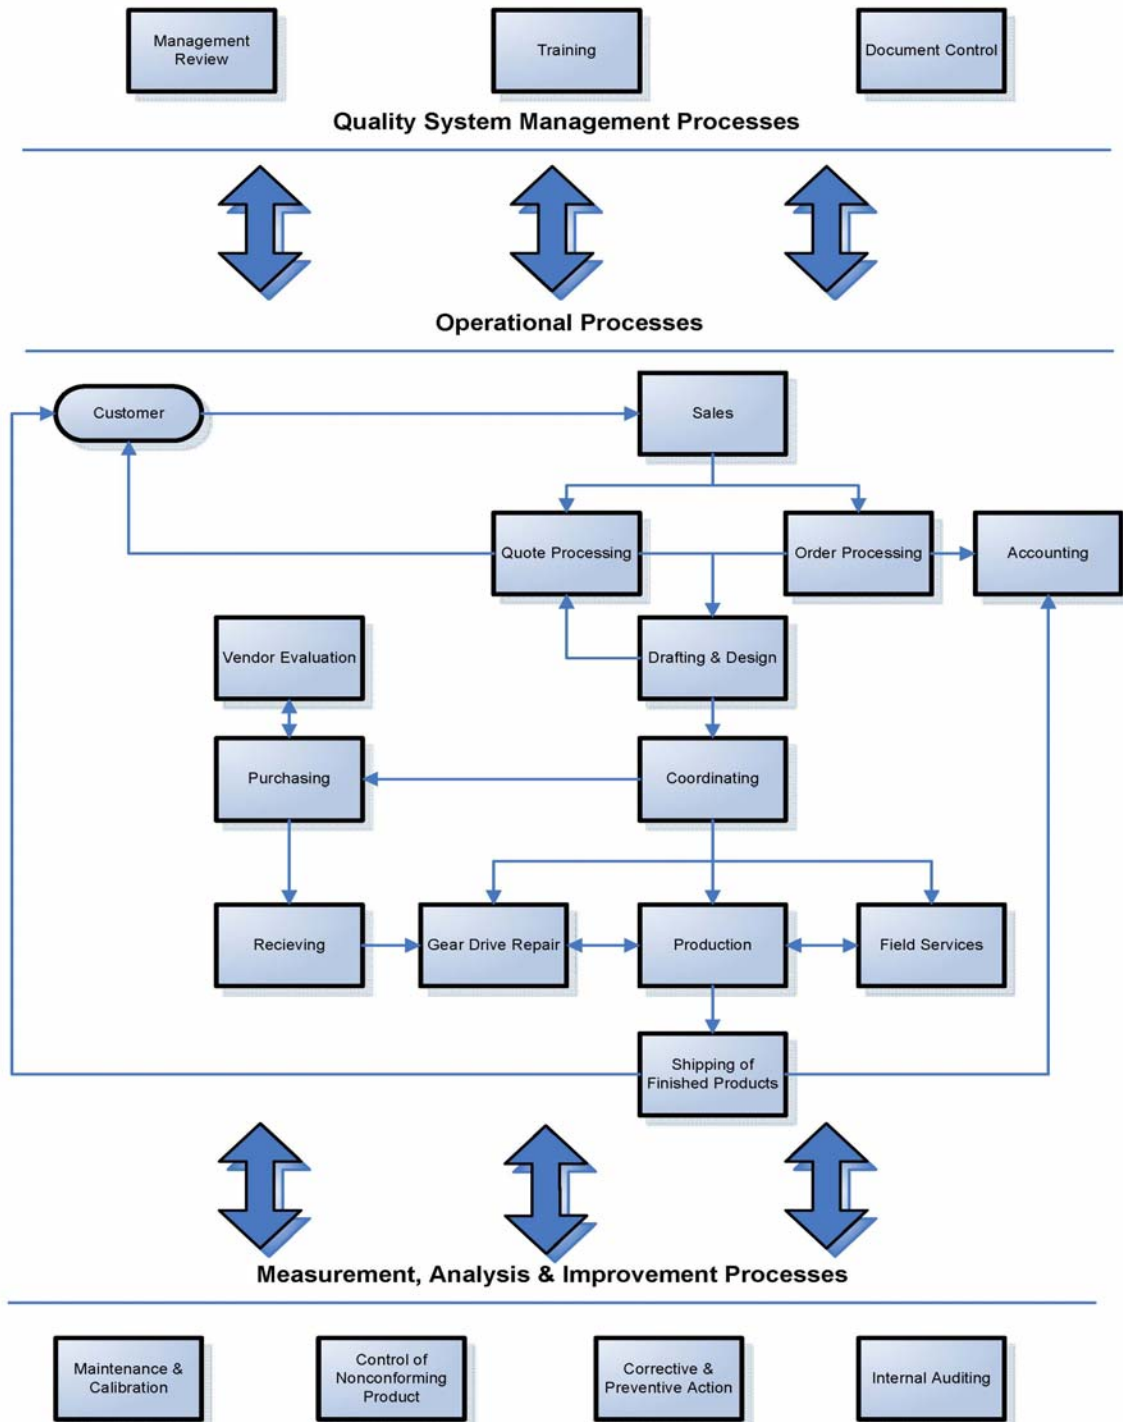 Management
Review
Training
Document Control
Quality System Management Processes
Operational Processes
Customer
Sales
Quote Processing
Order Processing
Accounting
Vendor Evaluation
Drafting & Design
Purchasing
Coordinating
Recieving
Gear Drive Repair
Production
Field Services
Shipping of
Finished Products
Measurement, Analysis & Improvement Processes
Maintenance &
Calibration
Control of
Nonconforming
Product
Corrective &
Preventive Action
Internal Auditing